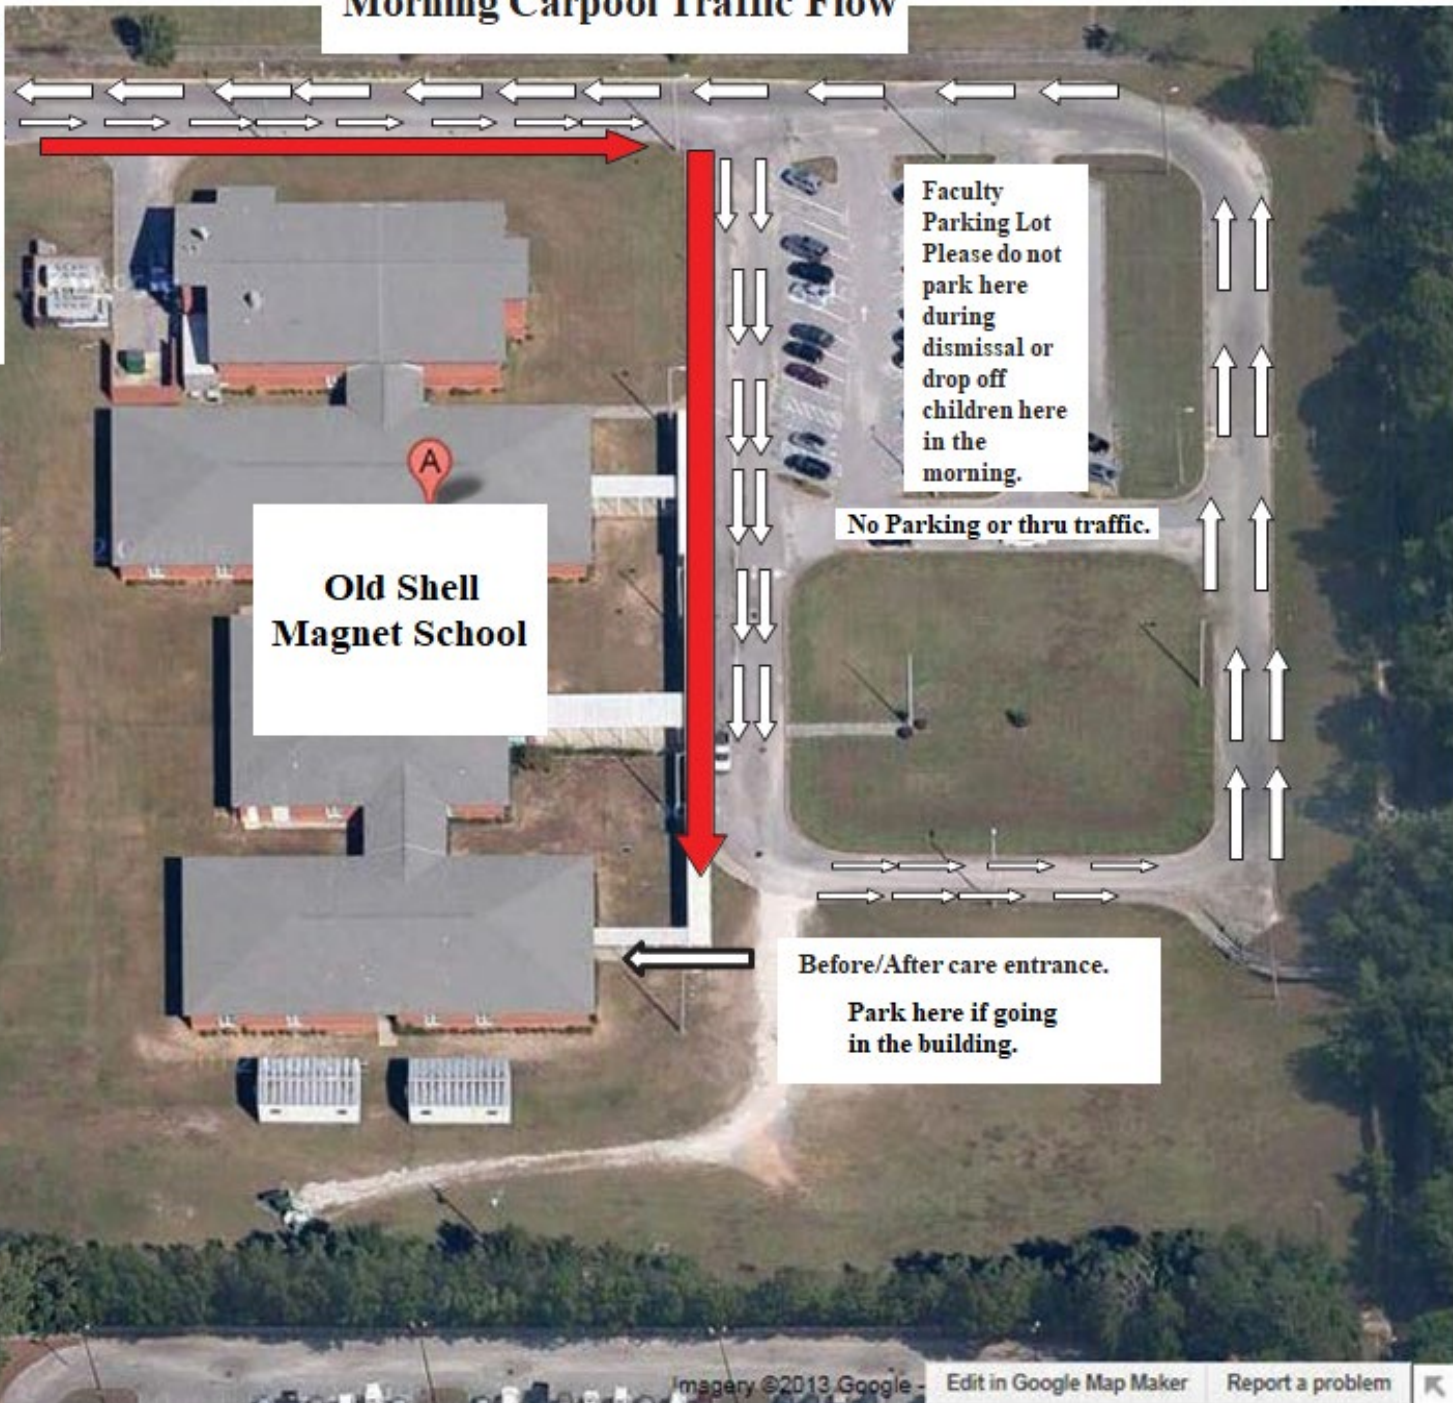 Morning Carpool Traffic Flow
Faculty
Parking Lot
Please do not
park here
during
dismissal or
drop off
children here
in the
morning.
A
No Parking or thru traffic.
Old Shell
Magnet School
Before/After care entrance.
Park here if going
in the building.
Imagery ©2013 Google -
Edit in Google Map Maker
Report a problem